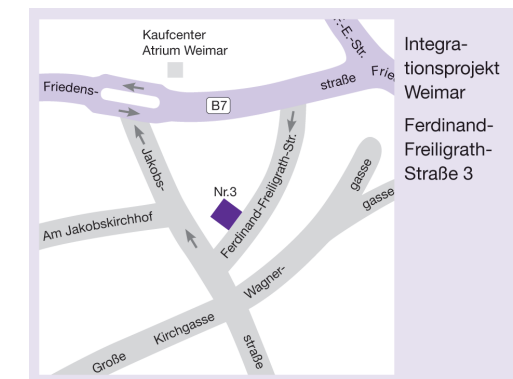 Kaufcenter
Atrium Weimar
-E.-Str.
Friedens-
straße
Frie
B7
Jakobs-
Nr.3
Ferdinand-Freiligrath-Str.
gasse
gasse
Am Jakobskirchhof
Wagner-
Große Kirchgasse
straße
Integra-
tionsprojekt
Weimar
Ferdinand-
Freiligrath-
Straße 3